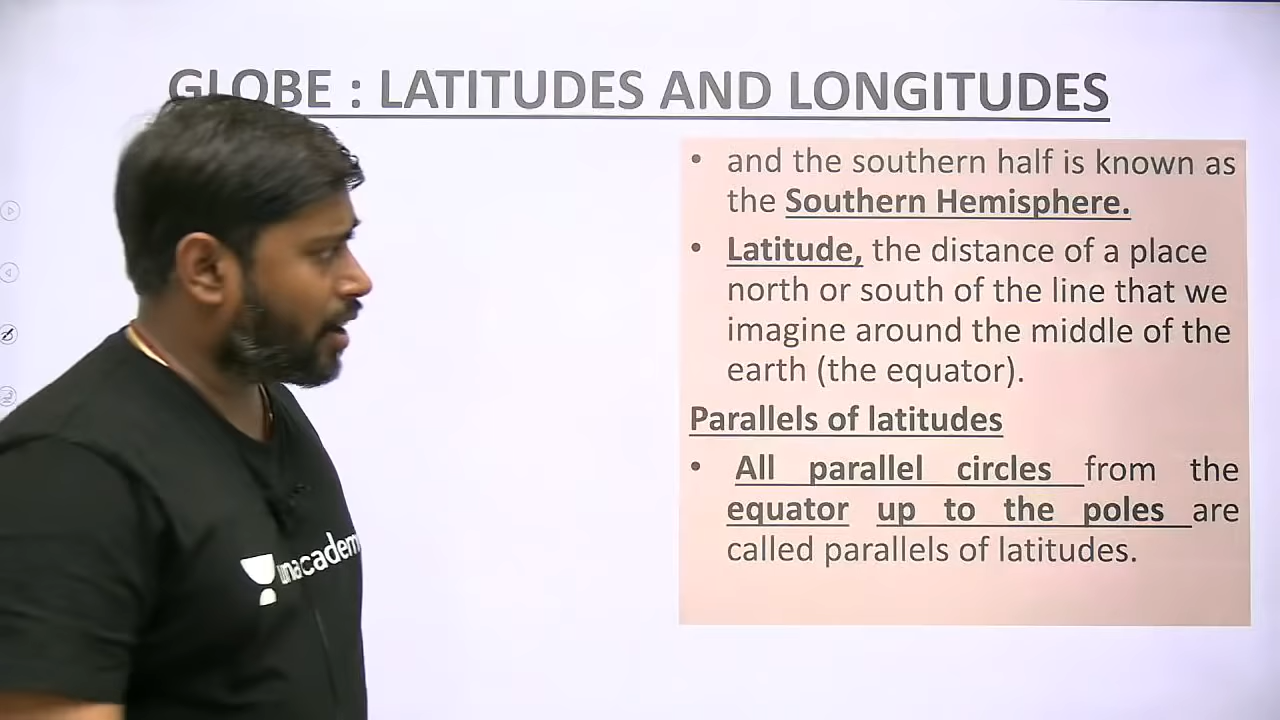 GLOBE : LATITUDES AND LONGITUDES
• and the southern half is known as
the Southern Hemisphere.
• Latitude, the distance of a place
north or south of the line that we
imagine around the middle of the
earth (the equator).
Parallels of latitudes
• All parallel circles from the
equator up to the poles are
called parallels of latitudes.
unacadem